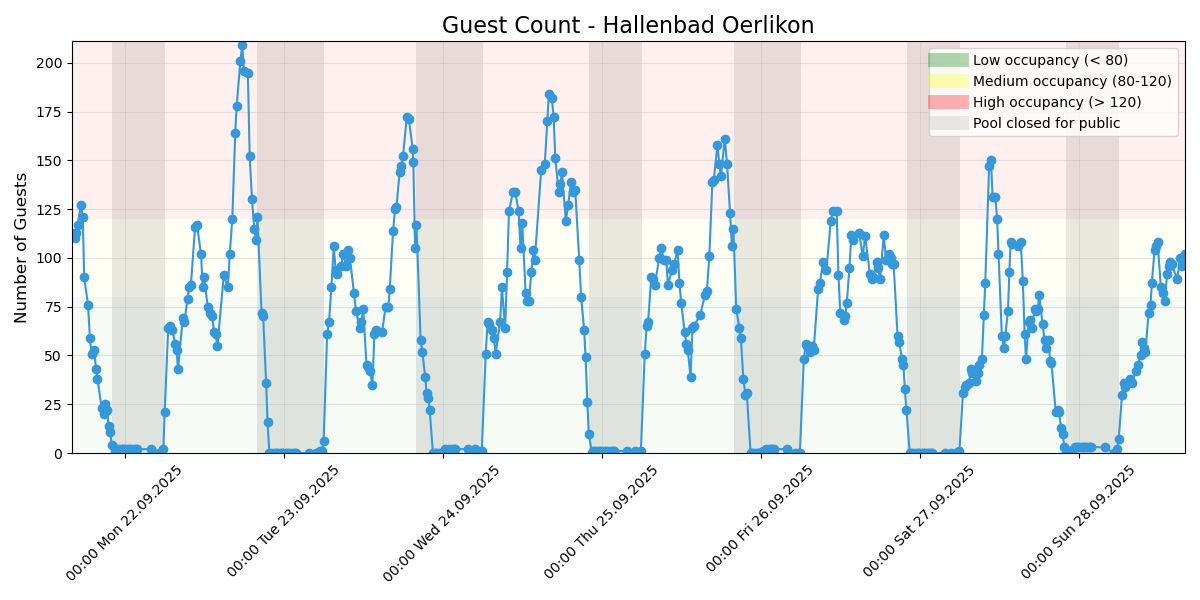 Guest Count - Hallenbad Oerlikon
Number of Guests
200
175
150
125
100
75
50
25
0
Low occupancy (< 80)
Medium occupancy (80-120)
High occupancy (> 120)
Pool closed for public
00:00 Mon 22.09.2025
00:00 Tue 23.09.2025
00:00 Wed 24.09.2025
00:00 Thu 25.09.2025
00:00 Fri 26.09.2025
00:00 Sat 27.09.2025
00:00 Sun 28.09.2025